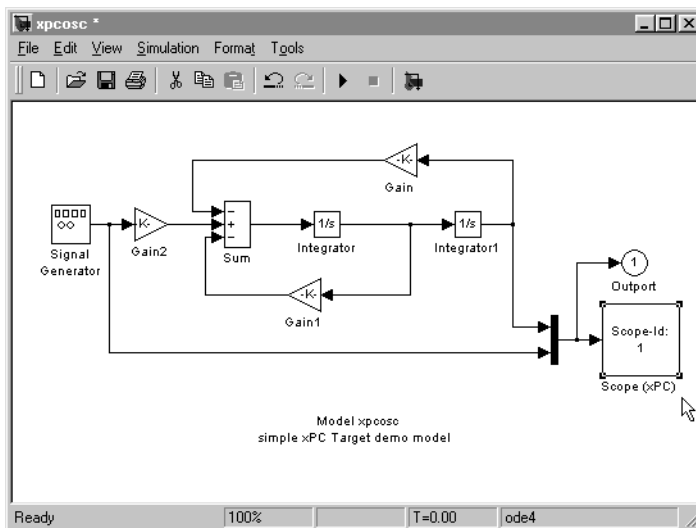 xpcosc *
File Edit View Simulation Format Tools
-K-
Gain
Signal
Generator
K-
Gain2
−
+
−
Sum
1/s
Integrator
1/s
Integrator1
-K-
Gain1
1
Outport
Scope-Id:
1
Scope (xPC)
Model xpcosc
simple xPC Target demo model
Ready 100% T=0.00 ode4